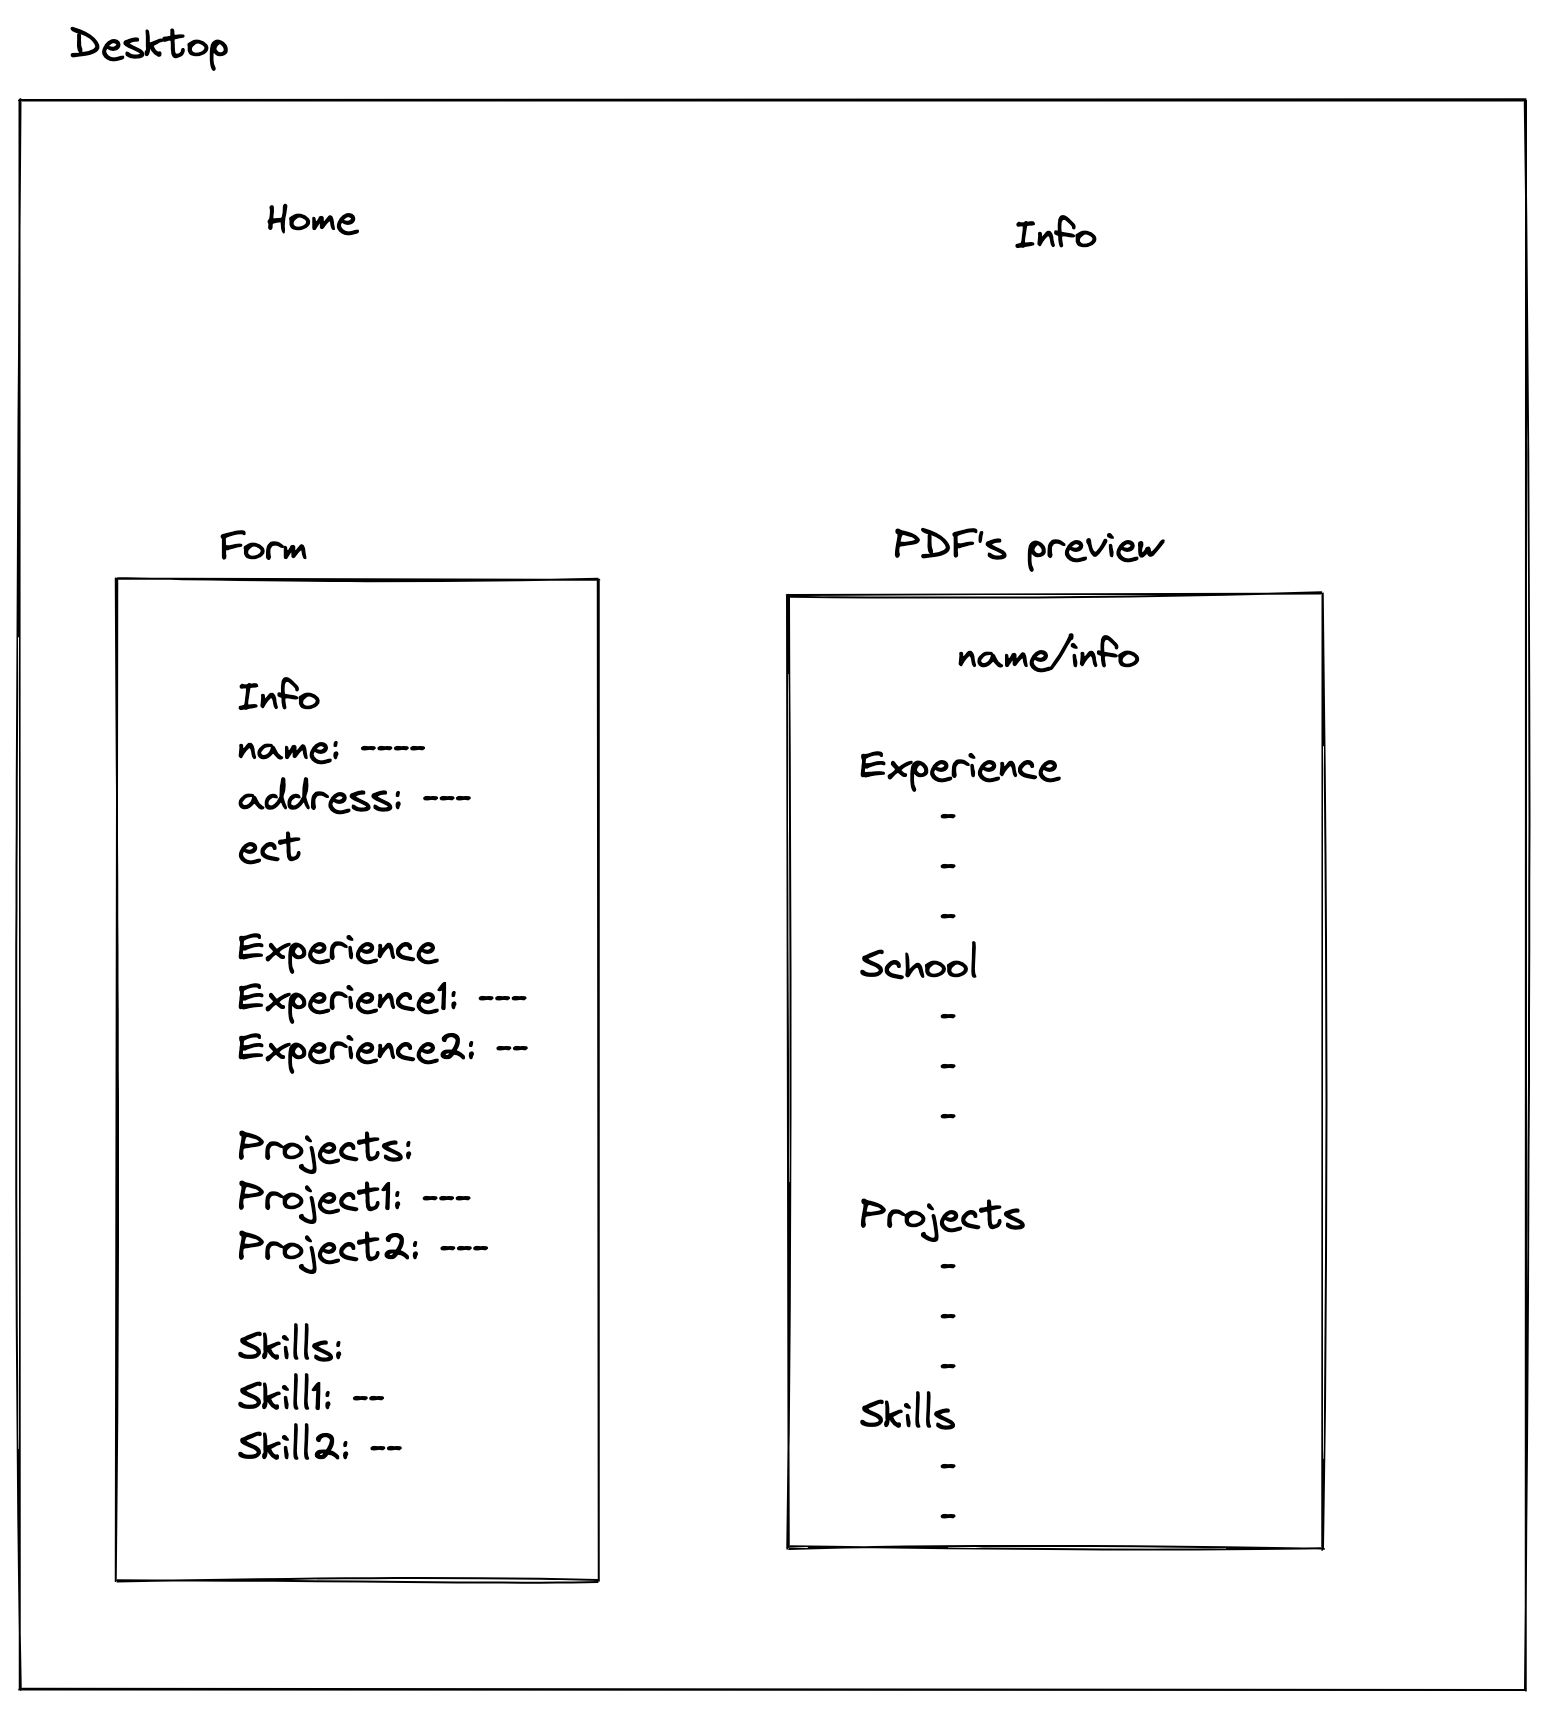 Desktop
Home
Info
Form
Info
name: ----
address: ---
ect
Experience
Experience1: ---
Experience2: --
Projects:
Project1: ---
Project2: ---
Skills:
Skill1: --
Skill2: --
PDF's preview
name/info
Experience
-
-
-
School
-
-
-
Projects
-
-
-
Skills
-
-